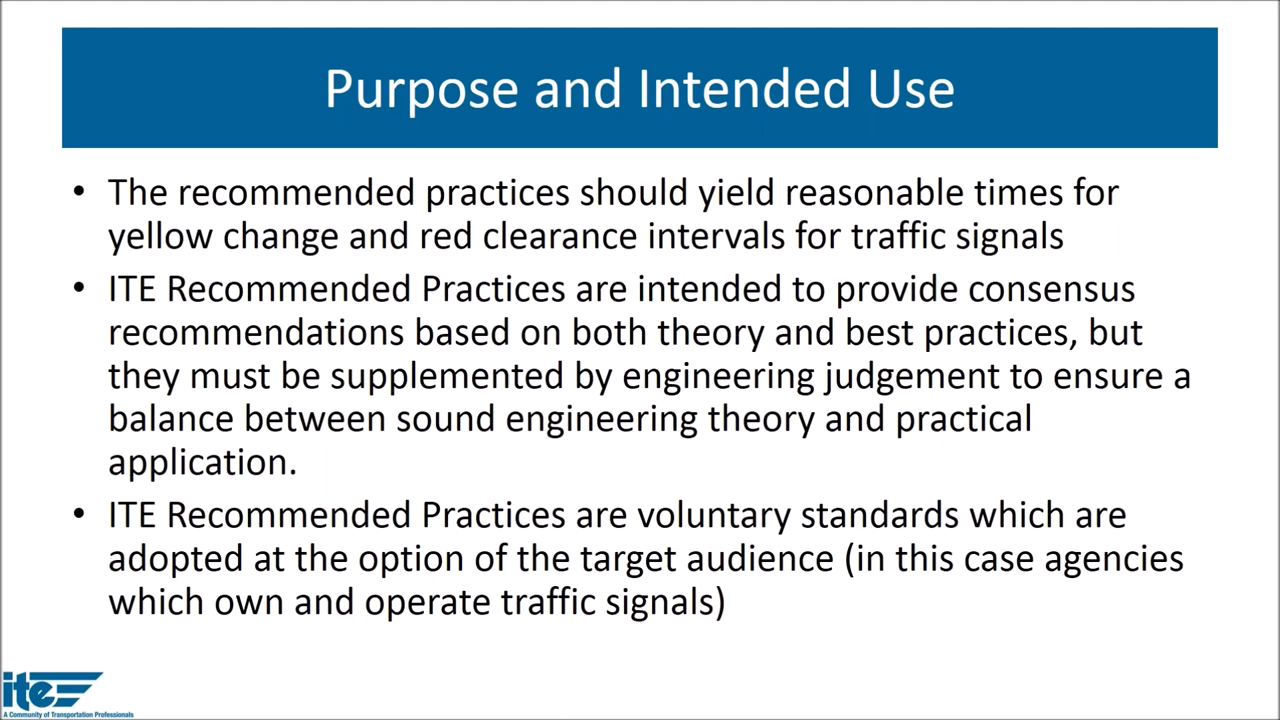 Purpose and Intended Use
• The recommended practices should yield reasonable times for
yellow change and red clearance intervals for traffic signals
• ITE Recommended Practices are intended to provide consensus
recommendations based on both theory and best practices, but
they must be supplemented by engineering judgement to ensure a
balance between sound engineering theory and practical
application.
• ITE Recommended Practices are voluntary standards which are
adopted at the option of the target audience (in this case agencies
which own and operate traffic signals)
ite
A Community of Transportation Professionals